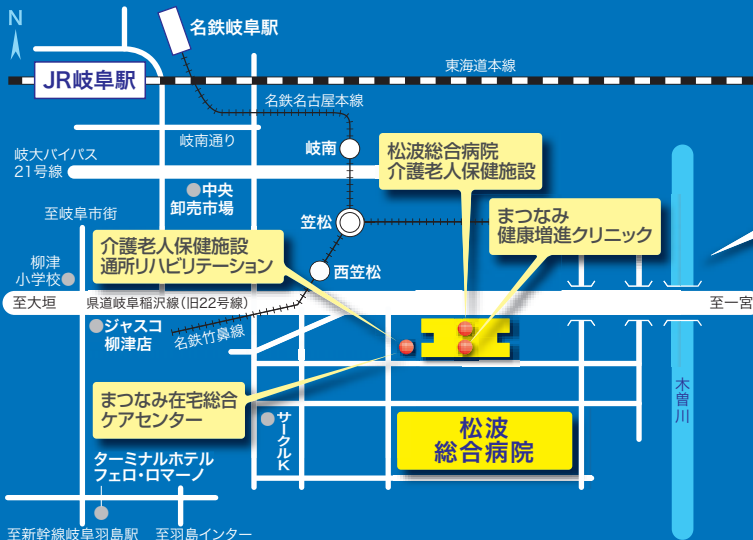 N
名鉄岐阜駅
JR岐阜駅
東海道本線
名鉄名古屋本線
岐南通り
岐南
岐大バイパス
21号線
松波総合病院
介護老人保健施設
中央
卸売市場
至岐阜市街
笠松
まつなみ
健康増進クリニック
介護老人保健施設
通所リハビリテーション
柳津
小学校
西笠松
至大垣
県道岐阜稲沢線(旧22号線)
至一宮
ジャスコ
柳津店
名鉄竹鼻線
まつなみ在宅総合
ケアセンター
木曽川
サークルK
松波
総合病院
ターミナルホテル
フェロ・ロマーノ
至新幹線岐阜羽島駅
至羽島インター